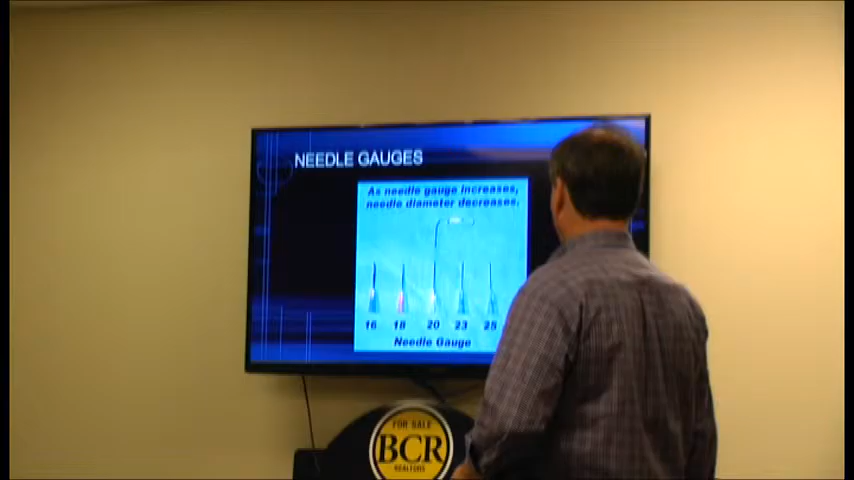 NEEDLE GAUGES
As needle gauge increases,
needle diameter decreases.
16 18 20 23 25
Needle Gauge
FOR SALE
BCR
REALTORS